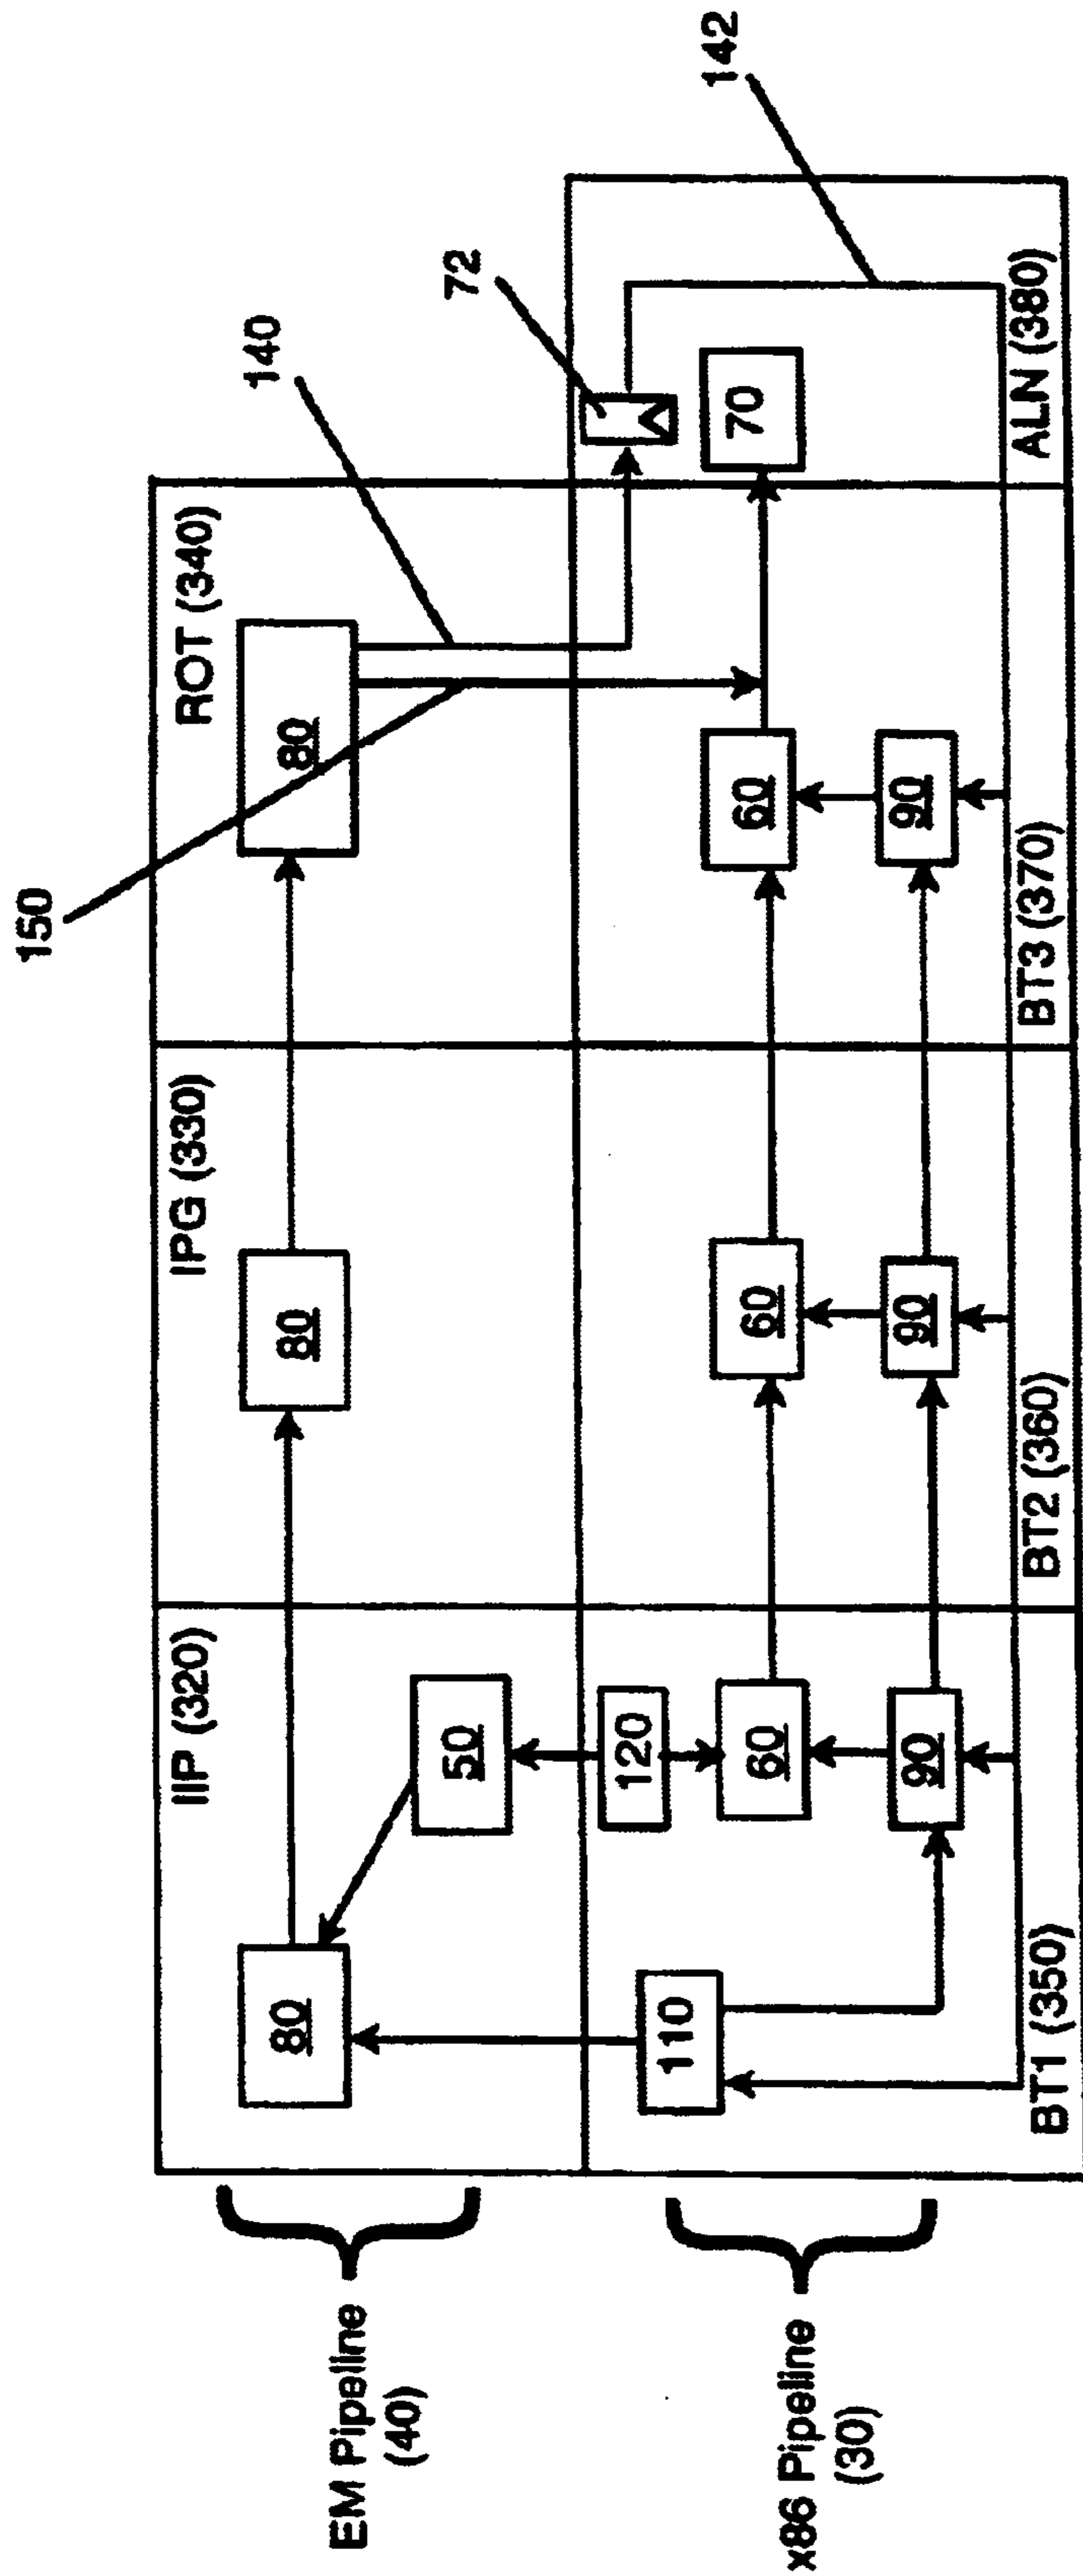 150
140
72
142
IIP (320)
IPG (330)
ROT (340)
EM Pipeline
(40)
80
80
80
50
x86 Pipeline
(30)
110
120
60
60
60
70
90
90
90
BT1 (350)
BT2 (360)
BT3 (370)
ALN (380)